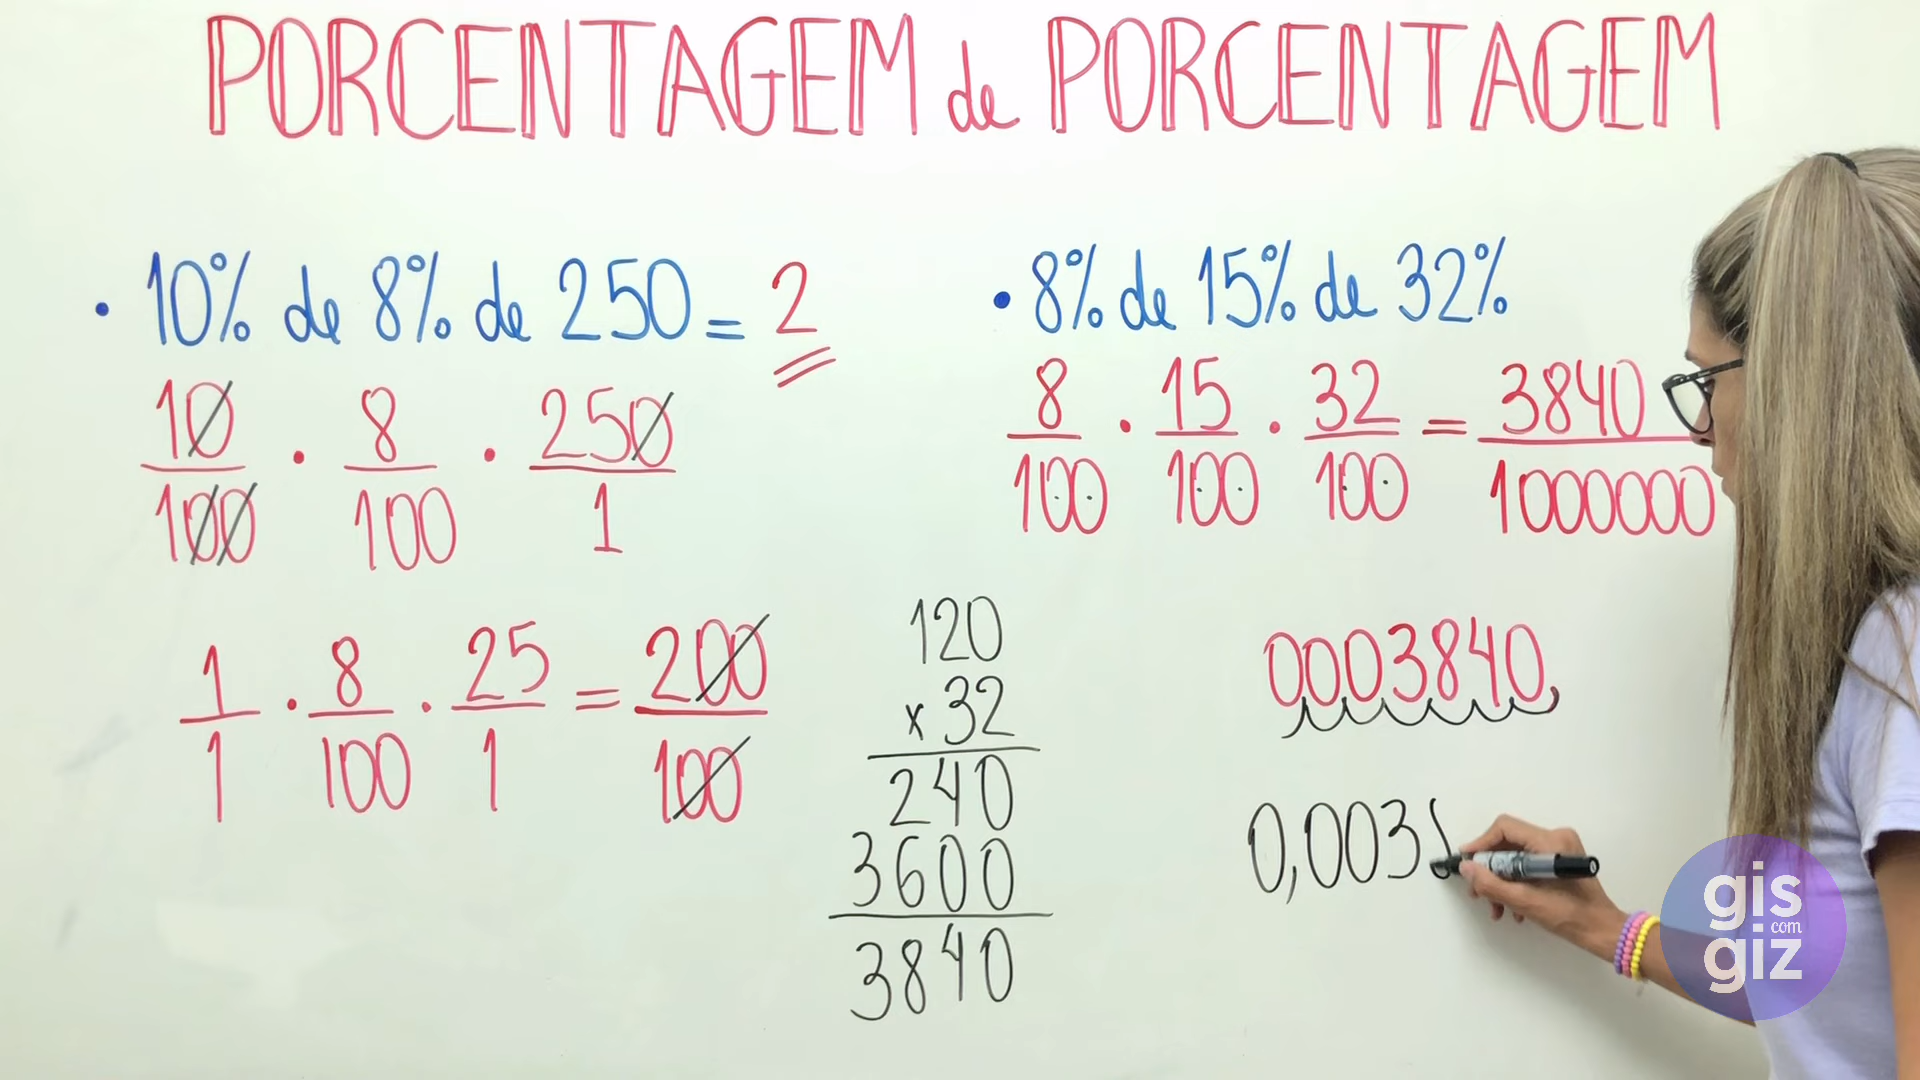 PORCENTAGEM de PORCENTAGEM
• 10% de 8% de 250 = 2
10/100 . 8/100 . 250/1
1/1 . 8/100 . 25/1 = 200/100
120
x 32
240
3600
3840
• 8% de 15% de 32%
8/100 . 15/100 . 32/100 = 3840/1000000
0003840,
0,003
gis
com
giz